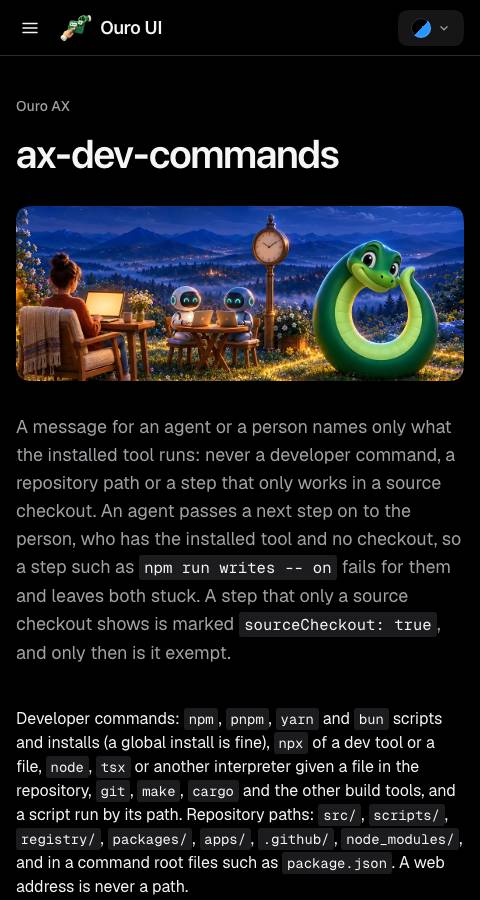 Ouro UI
Ouro AX
ax-dev-commands
A message for an agent or a person names only what
the installed tool runs: never a developer command, a
repository path or a step that only works in a source
checkout. An agent passes a next step on to the
person, who has the installed tool and no checkout, so
a step such as npm run writes -- on fails for them
and leaves both stuck. A step that only a source
checkout shows is marked sourceCheckout: true,
and only then is it exempt.
Developer commands: npm, pnpm, yarn and bun scripts
and installs (a global install is fine), npx of a dev tool or a
file, node, tsx or another interpreter given a file in the
repository, git, make, cargo and the other build tools, and
a script run by its path. Repository paths: src/, scripts/,
registry/, packages/, apps/, .github/, node_modules/,
and in a command root files such as package.json. A web
address is never a path.